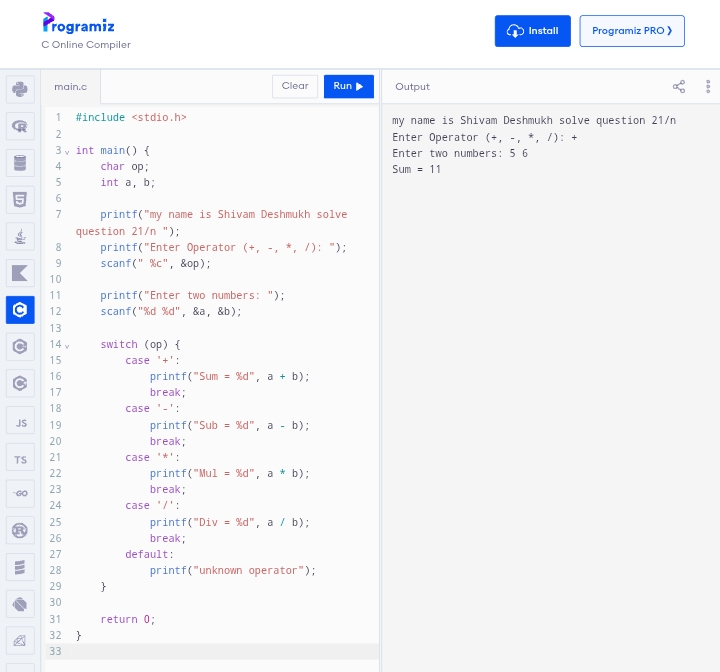 Programiz
C Online Compiler
Install
Programiz PRO ❯
main.c
Clear
Run ▶
Output
1 #include <stdio.h>
2
3 int main() {
4 char op;
5 int a, b;
6
7 printf("my name is Shivam Deshmukh solve
question 21/n ");
8 printf("Enter Operator (+, -, *, /): ");
9 scanf(" %c", &op);
10
11 printf("Enter two numbers: ");
12 scanf("%d %d", &a, &b);
13
14 switch (op) {
15 case '+':
16 printf("Sum = %d", a + b);
17 break;
18 case '-':
19 printf("Sub = %d", a - b);
20 break;
21 case '*':
22 printf("Mul = %d", a * b);
23 break;
24 case '/':
25 printf("Div = %d", a / b);
26 break;
27 default:
28 printf("unknown operator");
29 }
30
31 return 0;
32 }
33
my name is Shivam Deshmukh solve question 21/n
Enter Operator (+, -, *, /): +
Enter two numbers: 5 6
Sum = 11
JS
TS
GO